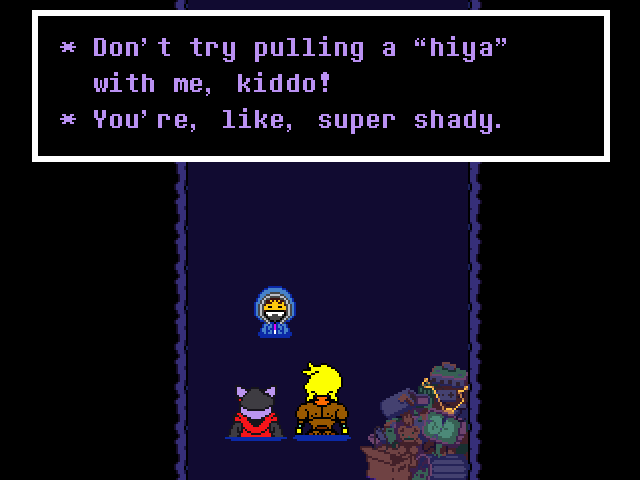 * Don't try pulling a “hiya”
with me, kiddo!
* You're, like, super shady.